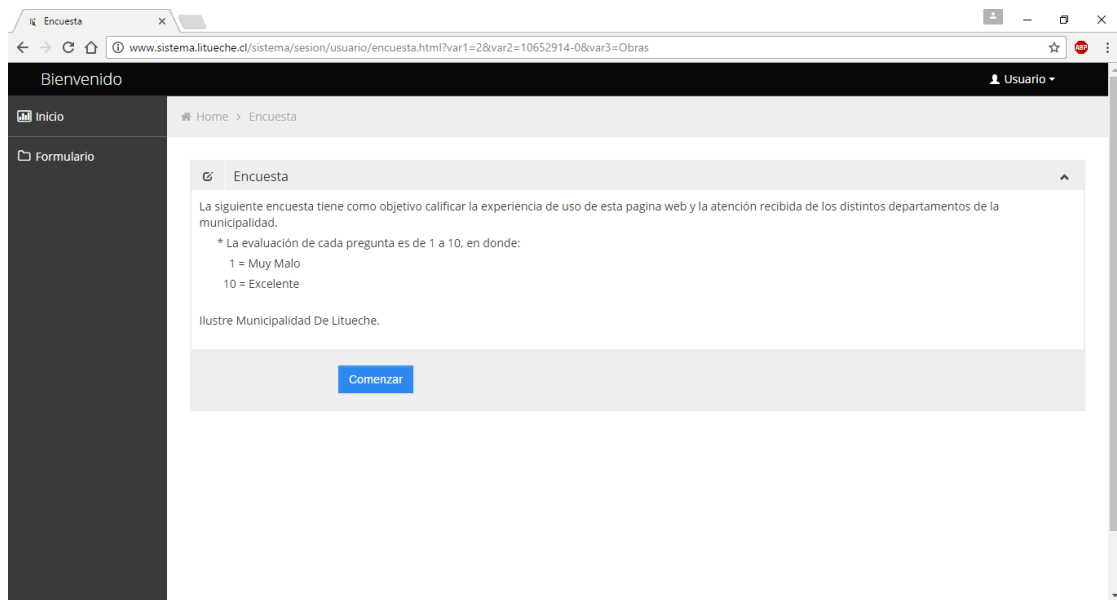 Encuesta
www.sistema.litueche.cl/sistema/sesion/usuario/encuesta.html?var1=2&var2=10652914-0&var3=Obras
ABP
Bienvenido
Usuario
Inicio
Home > Encuesta
Formulario
Encuesta
La siguiente encuesta tiene como objetivo calificar la experiencia de uso de esta pagina web y la atención recibida de los distintos departamentos de la
municipalidad.
* La evaluación de cada pregunta es de 1 a 10, en donde:
1 = Muy Malo
10 = Excelente
Ilustre Municipalidad De Litueche.
Comenzar